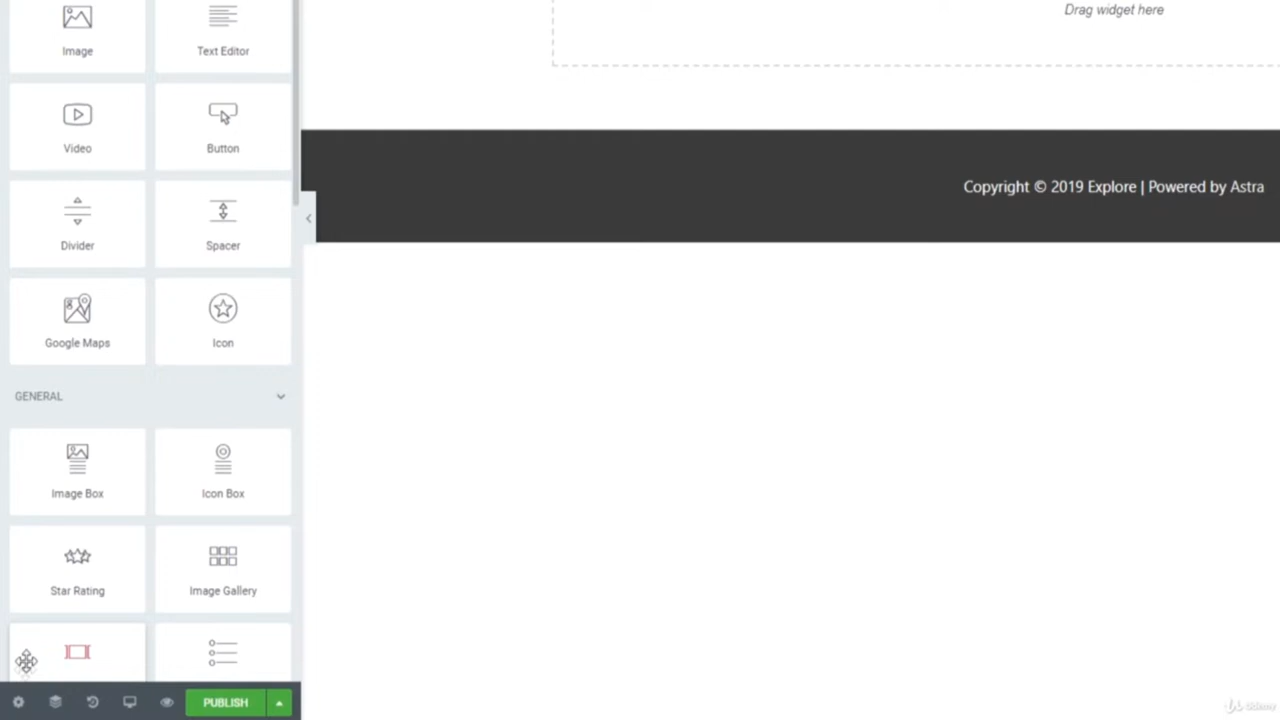 Drag widget here
Image
Text Editor
Video
Button
Divider
Spacer
Copyright © 2019 Explore | Powered by Astra
Google Maps
Icon
GENERAL
Image Box
Icon Box
Star Rating
Image Gallery
PUBLISH
Udemy